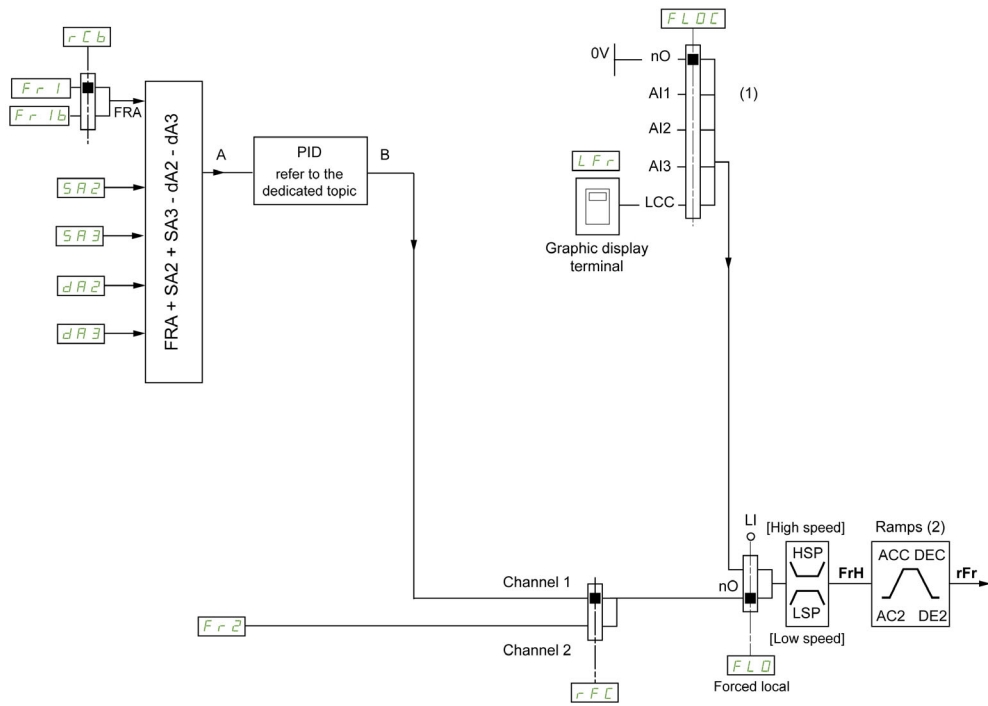 rCb
Fr1
Fr1b
FRA
SA2
SA3
dA2
dA3
FRA + SA2 + SA3 - dA2 - dA3
A
PID
refer to the
dedicated topic
B
FLOC
0V
nO
AI1
(1)
AI2
AI3
LFr
LCC
Graphic display
terminal
LI
[High speed]
Ramps (2)
HSP
ACC DEC
FrH
rFr
nO
LSP
AC2 DE2
[Low speed]
Channel 1
Fr2
Channel 2
rFC
FLO
Forced local